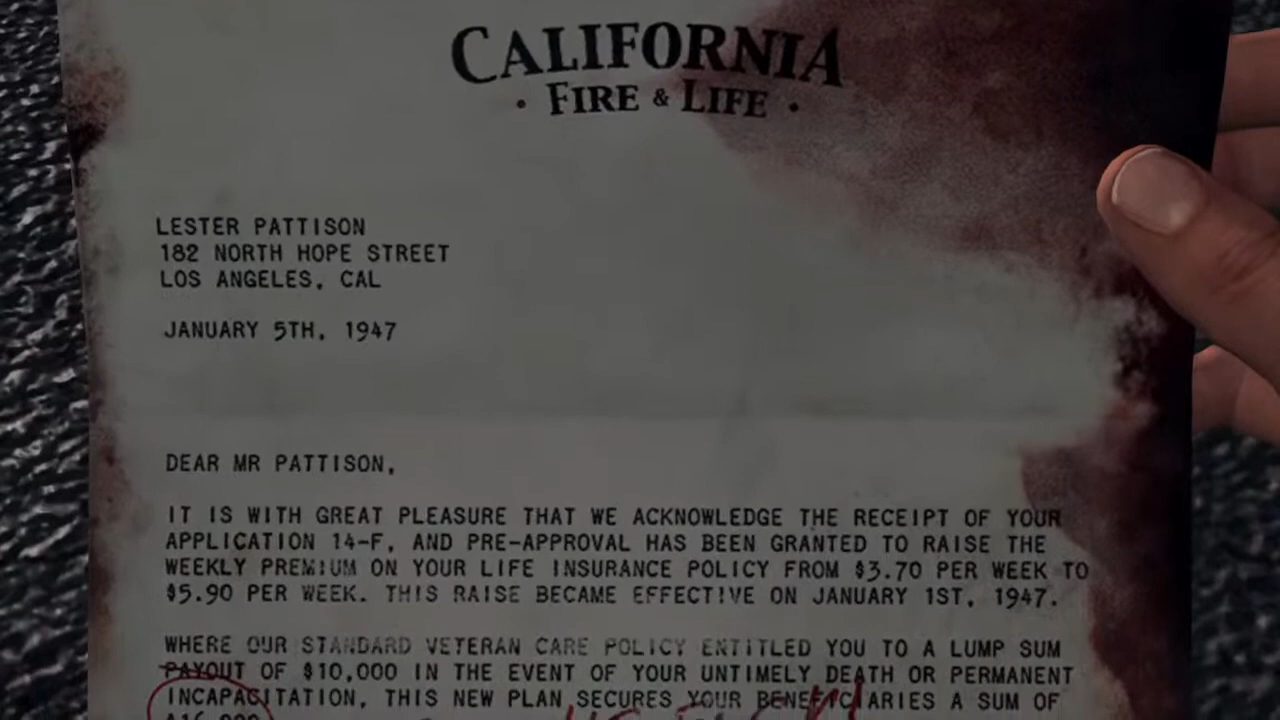 CALIFORNIA
• FIRE & LIFE •
LESTER PATTISON
182 NORTH HOPE STREET
LOS ANGELES, CAL
JANUARY 5TH, 1947
DEAR MR PATTISON,
IT IS WITH GREAT PLEASURE THAT WE ACKNOWLEDGE THE RECEIPT OF YOUR
APPLICATION 14-F, AND PRE-APPROVAL HAS BEEN GRANTED TO RAISE THE
WEEKLY PREMIUM ON YOUR LIFE INSURANCE POLICY FROM $3.70 PER WEEK TO
$5.90 PER WEEK. THIS RAISE BECAME EFFECTIVE ON JANUARY 1ST, 1947.
WHERE OUR STANDARD VETERAN CARE POLICY ENTITLED YOU TO A LUMP SUM
PAYOUT OF $10,000 IN THE EVENT OF YOUR UNTIMELY DEATH OR PERMANENT
INCAPACITATION, THIS NEW PLAN SECURES YOUR BENEFICIARIES A SUM OF